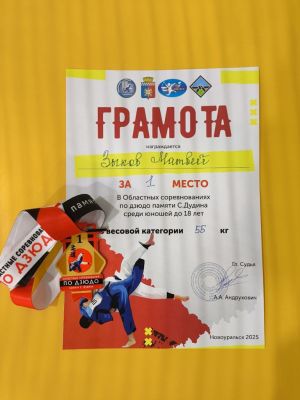 ГРАМОТА
награждается
Зыков Матвей
ЗА 1 МЕСТО
В Областных соревнованиях
по дзюдо памяти С.Дудина
среди юношей до 18 лет
весовой категории 55 кг
Гл. Судья
А.А. Андрукович
Новоуральск 2025
1
ПО ДЗЮДО